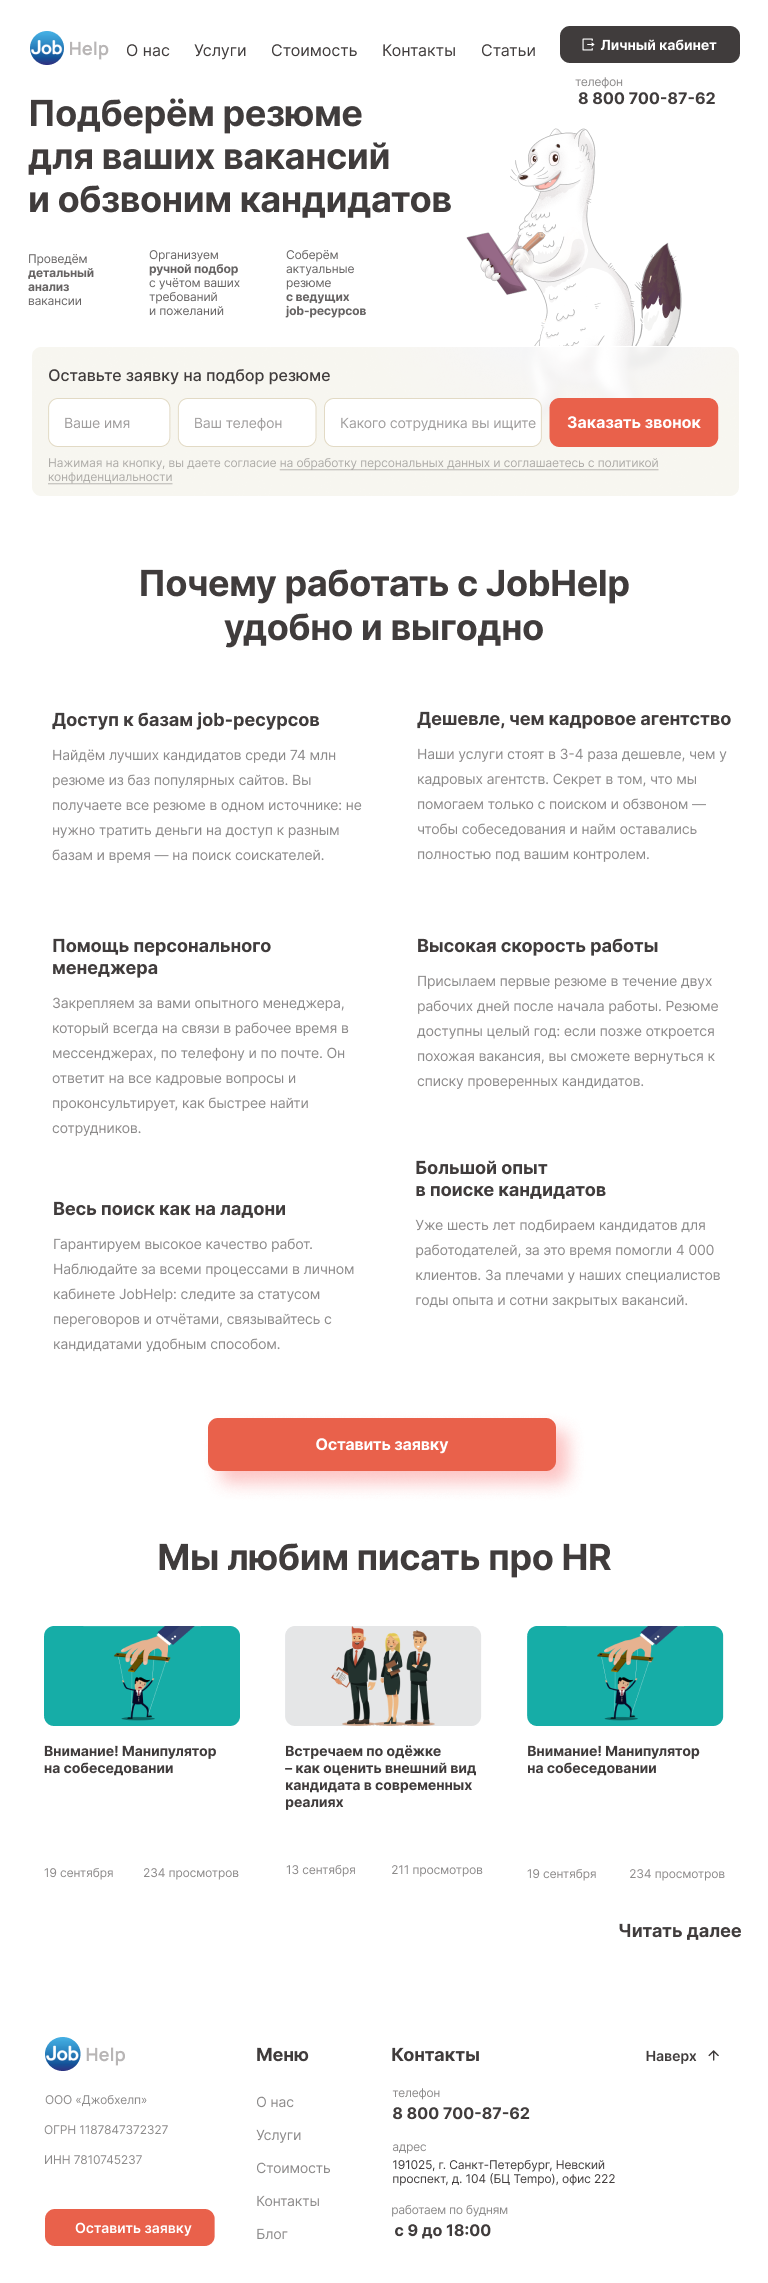 Job Help
О нас
Услуги
Стоимость
Контакты
Статьи
Личный кабинет
телефон
8 800 700-87-62
Подберём резюме
для ваших вакансий
и обзвоним кандидатов
Проведём
детальный
анализ
вакансии
Организуем
ручной подбор
с учётом ваших
требований
и пожеланий
Соберём
актуальные
резюме
с ведущих
job-ресурсов
Оставьте заявку на подбор резюме
Ваше имя
Ваш телефон
Какого сотрудника вы ищите
Заказать звонок
Нажимая на кнопку, вы даете согласие на обработку персональных данных и соглашаетесь с политикой
конфиденциальности
Почему работать с JobHelp
удобно и выгодно
Доступ к базам job-ресурсов
Найдём лучших кандидатов среди 74 млн
резюме из баз популярных сайтов. Вы
получаете все резюме в одном источнике: не
нужно тратить деньги на доступ к разным
базам и время — на поиск соискателей.
Дешевле, чем кадровое агентство
Наши услуги стоят в 3-4 раза дешевле, чем у
кадровых агентств. Секрет в том, что мы
помогаем только с поиском и обзвоном —
чтобы собеседования и найм оставались
полностью под вашим контролем.
Помощь персонального
менеджера
Закрепляем за вами опытного менеджера,
который всегда на связи в рабочее время в
мессенджерах, по телефону и по почте. Он
ответит на все кадровые вопросы и
проконсультирует, как быстрее найти
сотрудников.
Высокая скорость работы
Присылаем первые резюме в течение двух
рабочих дней после начала работы. Резюме
доступны целый год: если позже откроется
похожая вакансия, вы сможете вернуться к
списку проверенных кандидатов.
Весь поиск как на ладони
Гарантируем высокое качество работ.
Наблюдайте за всеми процессами в личном
кабинете JobHelp: следите за статусом
переговоров и отчётами, связывайтесь с
кандидатами удобным способом.
Большой опыт
в поиске кандидатов
Уже шесть лет подбираем кандидатов для
работодателей, за это время помогли 4 000
клиентов. За плечами у наших специалистов
годы опыта и сотни закрытых вакансий.
Оставить заявку
Мы любим писать про HR
Внимание! Манипулятор
на собеседовании
19 сентября
234 просмотров
Встречаем по одёжке
– как оценить внешний вид
кандидата в современных
реалиях
13 сентября
211 просмотров
Внимание! Манипулятор
на собеседовании
19 сентября
234 просмотров
Читать далее
Job Help
ООО «Джобхелп»
ОГРН 1187847372327
ИНН 7810745237
Оставить заявку
Меню
О нас
Услуги
Стоимость
Контакты
Блог
Контакты
телефон
8 800 700-87-62
адрес
191025, г. Санкт-Петербург, Невский
проспект, д. 104 (БЦ Tempo), офис 222
работаем по будням
с 9 до 18:00
Наверх